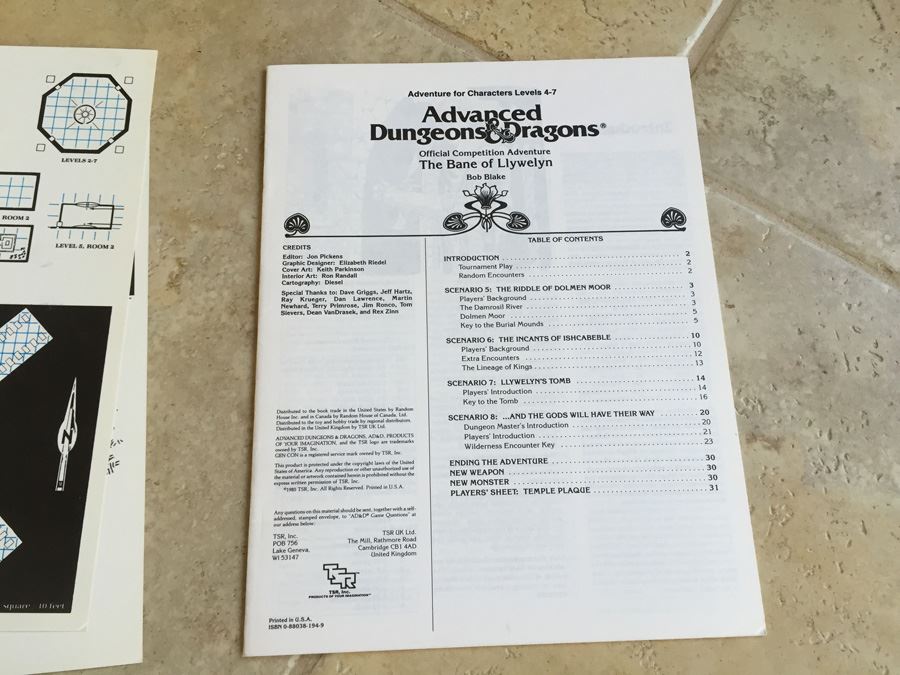 LEVELS 2-7
ROOM 2
LEVEL 5, ROOM 2
N
square 10 feet
Adventure for Characters Levels 4-7
Advanced
Dungeons & Dragons®
Official Competition Adventure
The Bane of Llywelyn
Bob Blake
CREDITS
Editor: Jon Pickens
Graphic Designer: Elizabeth Riedel
Cover Art: Keith Parkinson
Interior Art: Ron Randall
Cartography: Diesel
Special Thanks to: Dave Griggs, Jeff Hartz,
Ray Krueger, Dan Lawrence, Martin
Newhard, Terry Primrose, Jim Ronco, Tom
Sievers, Dean VanDrasek, and Rex Zinn
Distributed to the book trade in the United States by Random
House Inc. and in Canada by Random House of Canada, Ltd.
Distributed to the toy and hobby trade by regional distributors.
Distributed in the United Kingdom by TSR UK Ltd.
ADVANCED DUNGEONS & DRAGONS, AD&D, PRODUCTS
OF YOUR IMAGINATION, and the TSR logo are trademarks
owned by TSR, Inc.
GEN CON is a registered service mark owned by TSR, Inc.
This product is protected under the copyright laws of the United
States of America. Any reproduction or other unauthorized use of
the material or artwork contained herein is prohibited without the
express written permission of TSR, Inc.
©1985 TSR, Inc. All Rights Reserved. Printed in U.S.A.
Any questions on this material should be sent, together with a self-
addressed, stamped envelope, to "AD&D® Game Questions" at
our address below:
TSR, Inc.
POB 756
Lake Geneva,
WI 53147
TSR UK Ltd.
The Mill, Rathmore Road
Cambridge CB1 4AD
United Kingdom
TSR
TSR, Inc.
PRODUCTS OF YOUR IMAGINATION™
Printed in U.S.A.
ISBN 0-88038-194-9
TABLE OF CONTENTS
INTRODUCTION 2
Tournament Play 2
Random Encounters 2
SCENARIO 5: THE RIDDLE OF DOLMEN MOOR 3
Players' Background 3
The Damrosil River 3
Dolmen Moor 5
Key to the Burial Mounds 5
SCENARIO 6: THE INCANTS OF ISHCABEBLE 10
Players' Background 10
Extra Encounters 12
The Lineage of Kings 13
SCENARIO 7: LLYWELYN'S TOMB 14
Players' Introduction 14
Key to the Tomb 16
SCENARIO 8: ...AND THE GODS WILL HAVE THEIR WAY 20
Dungeon Master's Introduction 20
Players' Introduction 21
Wilderness Encounter Key 23
ENDING THE ADVENTURE 30
NEW WEAPON 30
NEW MONSTER 30
PLAYERS' SHEET: TEMPLE PLAQUE 31